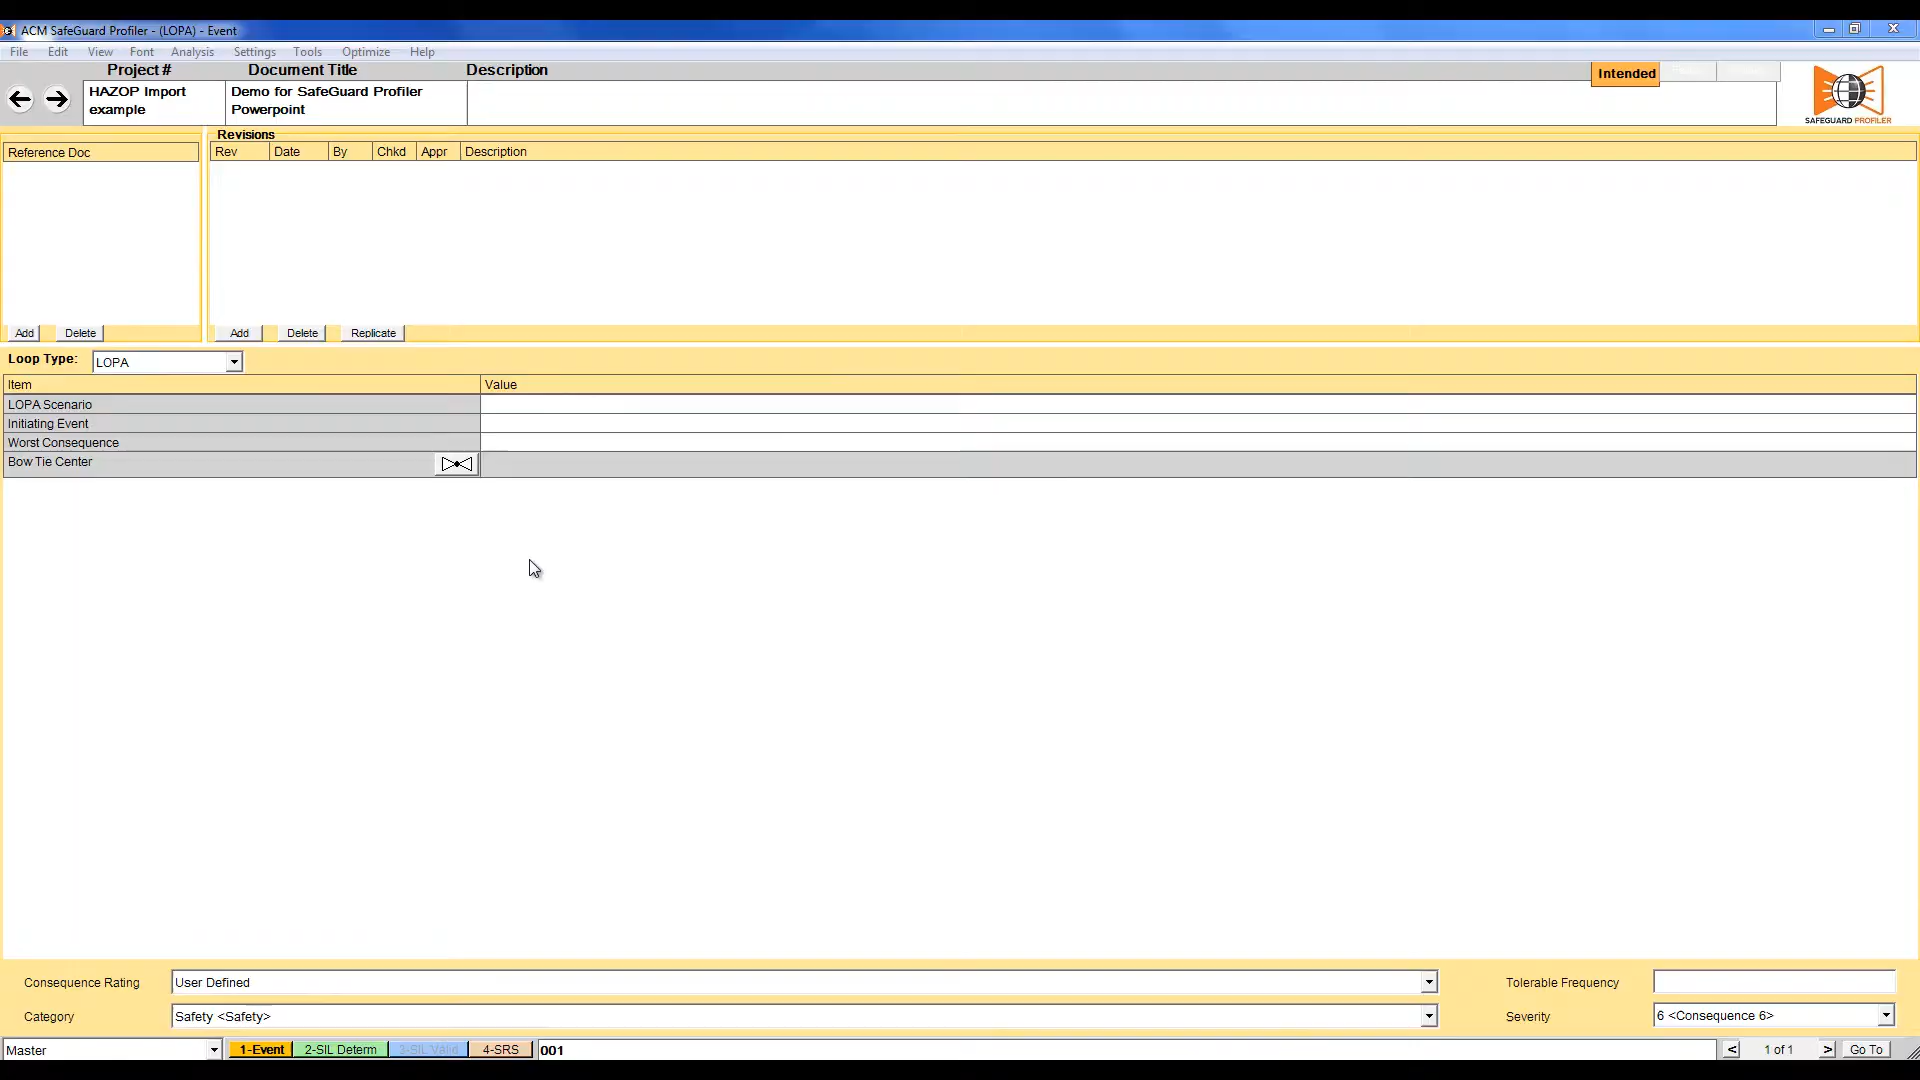 ACM SafeGuard Profiler - (LOPA) - Event
File Edit View Font Analysis Settings Tools Optimize Help
Project # Document Title Description
Intended
HAZOP Import
example
Demo for SafeGuard Profiler
Powerpoint
SAFEGUARD PROFILER
Reference Doc
Revisions
Rev Date By Chkd Appr Description
Add Delete
Add Delete Replicate
Loop Type: LOPA
Item Value
LOPA Scenario
Initiating Event
Worst Consequence
Bow Tie Center
Consequence Rating User Defined Tolerable Frequency
Category Safety <Safety> Severity 6 <Consequence 6>
Master 1-Event 2-SIL Determ 3-SIL Valid 4-SRS 001 < 1 of 1 > Go To